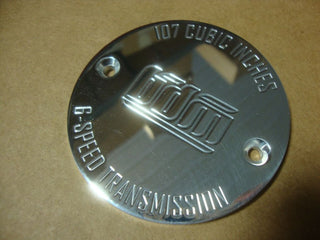 107 CUBIC INCHES
6-SPEED TRANSMISSION